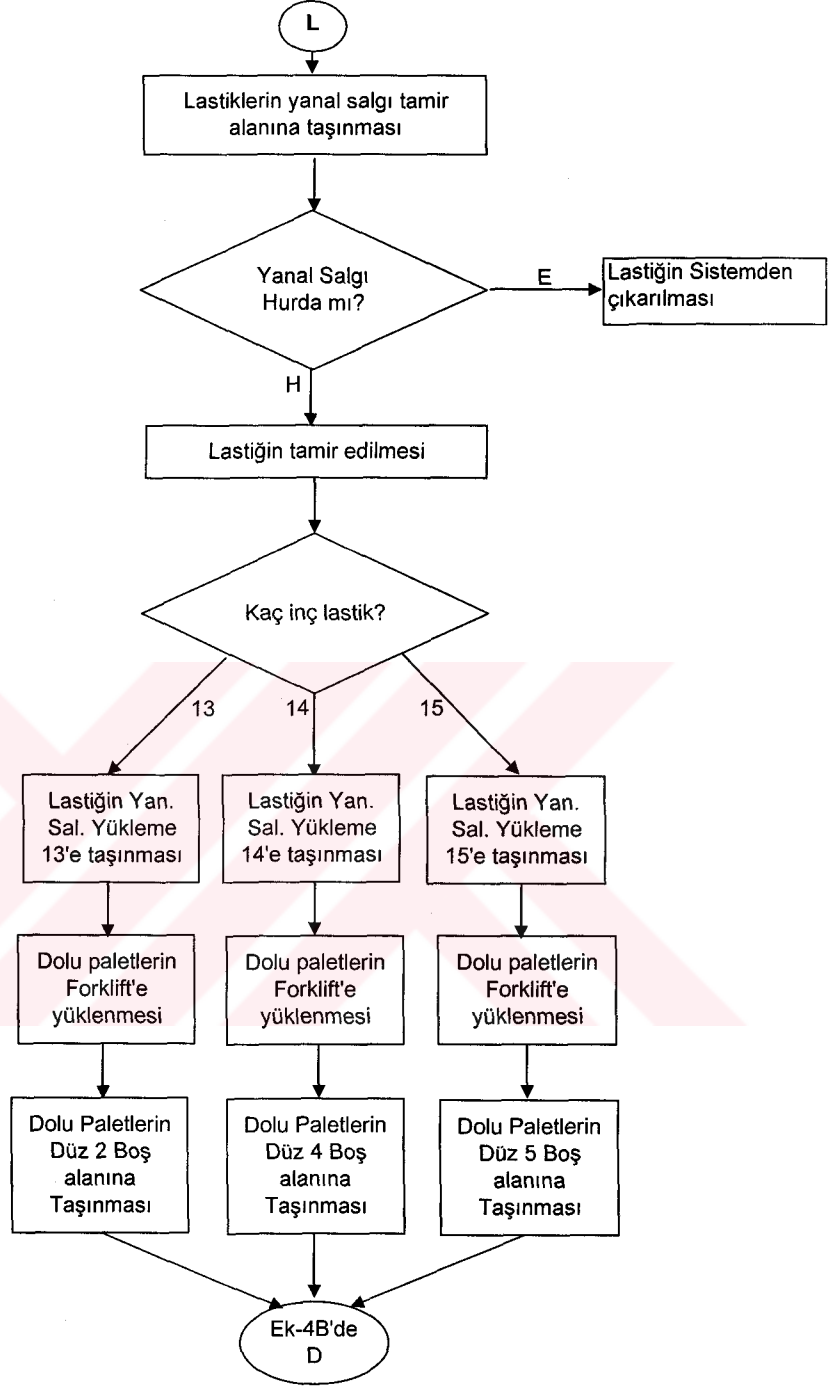 L
Lastiklerin yanal salgı tamir
alanına taşınması
Yanal Salgı
Hurda mı?
E
Lastiğin Sistemden
çıkarılması
H
Lastiğin tamir edilmesi
Kaç inç lastik?
13
14
15
Lastiğin Yan.
Sal. Yükleme
13'e taşınması
Lastiğin Yan.
Sal. Yükleme
14'e taşınması
Lastiğin Yan.
Sal. Yükleme
15'e taşınması
Dolu paletlerin
Forklift'e
yüklenmesi
Dolu paletlerin
Forklift'e
yüklenmesi
Dolu paletlerin
Forklift'e
yüklenmesi
Dolu Paletlerin
Düz 2 Boş
alanına
Taşınması
Dolu Paletlerin
Düz 4 Boş
alanına
Taşınması
Dolu Paletlerin
Düz 5 Boş
alanına
Taşınması
Ek-4B'de
D